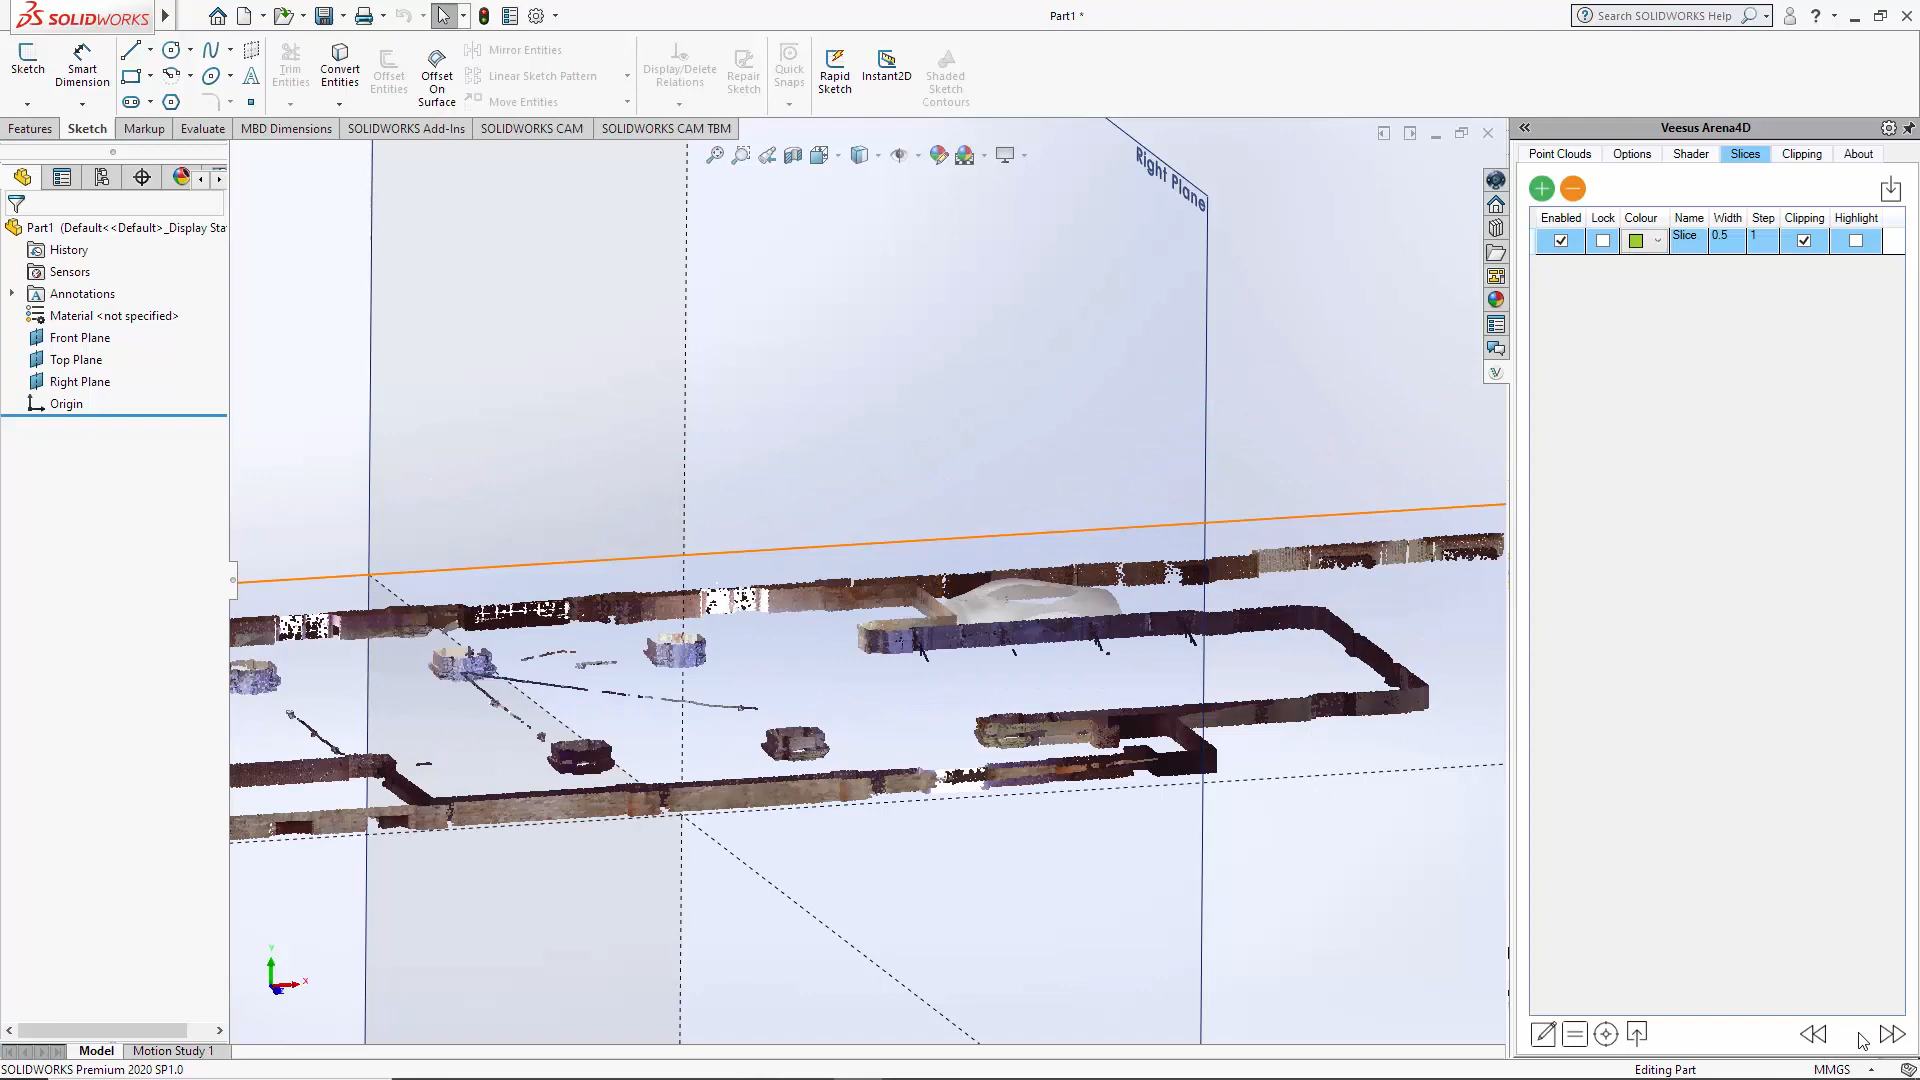 SOLIDWORKS
Part1 *
Search SOLIDWORKS Help
Sketch
Smart Dimension
Trim Entities
Convert Entities
Offset Entities
Offset On Surface
Mirror Entities
Linear Sketch Pattern
Move Entities
Display/Delete Relations
Repair Sketch
Quick Snaps
Rapid Sketch
Instant2D
Shaded Sketch Contours
Features
Sketch
Markup
Evaluate
MBD Dimensions
SOLIDWORKS Add-Ins
SOLIDWORKS CAM
SOLIDWORKS CAM TBM
Part1 (Default<<Default>_Display Sta
History
Sensors
Annotations
Material <not specified>
Front Plane
Top Plane
Right Plane
Origin
Right Plane
Y
X
Veesus Arena4D
Point Clouds
Options
Shader
Slices
Clipping
About
Enabled
Lock
Colour
Name
Width
Step
Clipping
Highlight
Slice
0.5
1
Model
Motion Study 1
SOLIDWORKS Premium 2020 SP1.0
Editing Part
MMGS